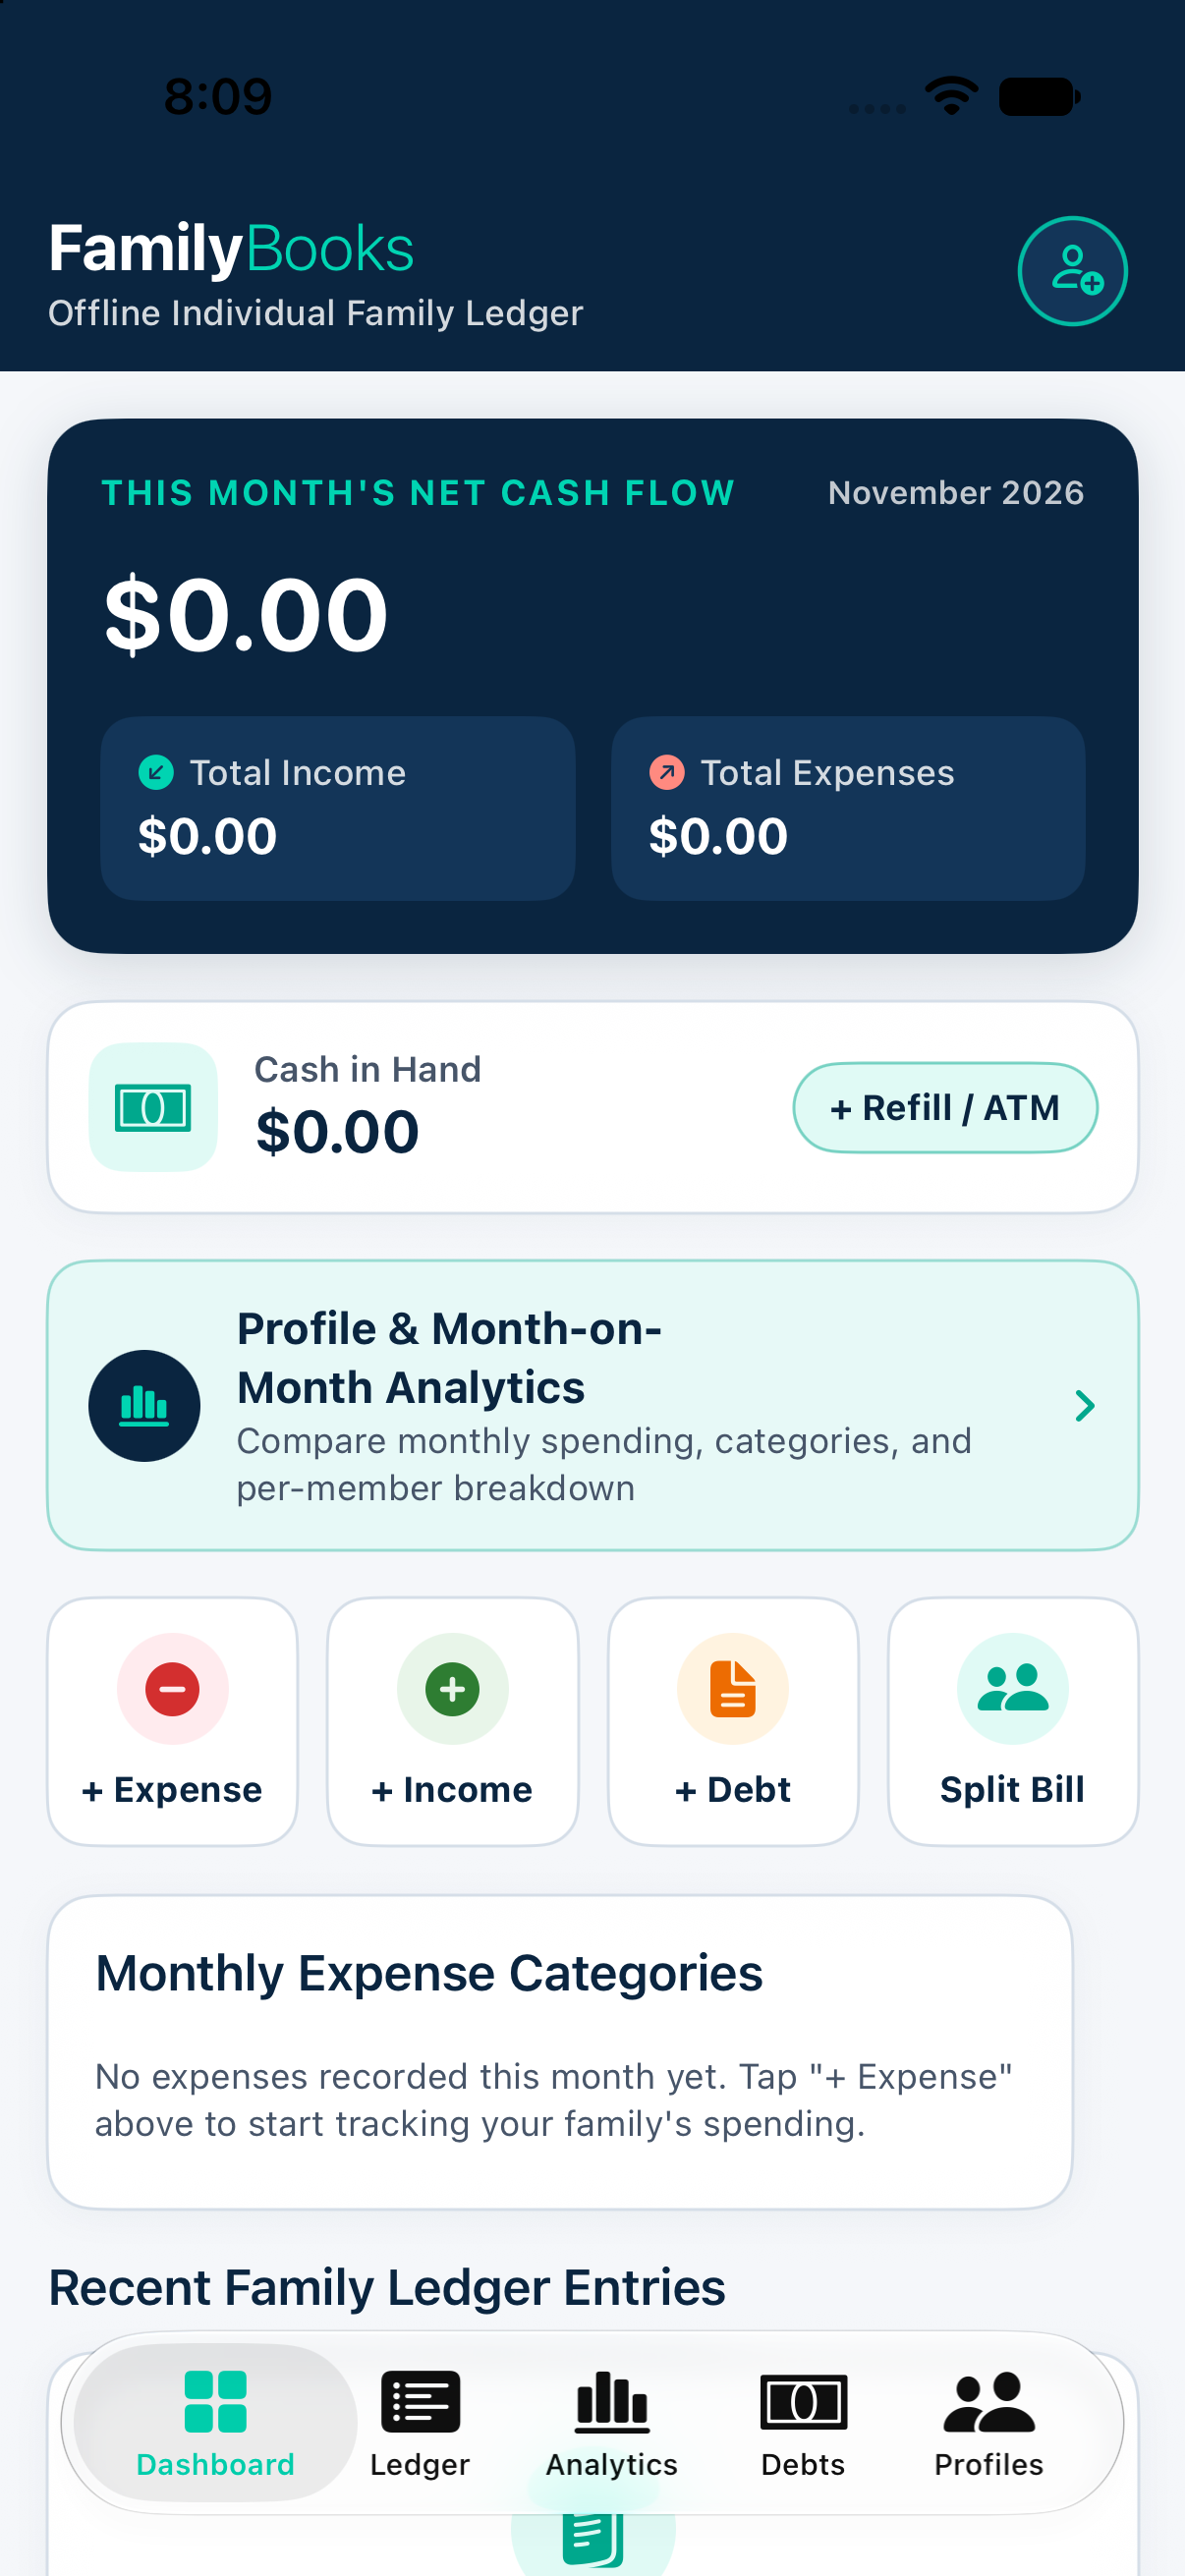 8:09
FamilyBooks
Offline Individual Family Ledger
THIS MONTH'S NET CASH FLOW
November 2026
$0.00
Total Income
$0.00
Total Expenses
$0.00
Cash in Hand
$0.00
+ Refill / ATM
Profile & Month-on-
Month Analytics
Compare monthly spending, categories, and
per-member breakdown
+ Expense
+ Income
+ Debt
Split Bill
Monthly Expense Categories
No expenses recorded this month yet. Tap "+ Expense"
above to start tracking your family's spending.
Recent Family Ledger Entries
Dashboard
Ledger
Analytics
Debts
Profiles